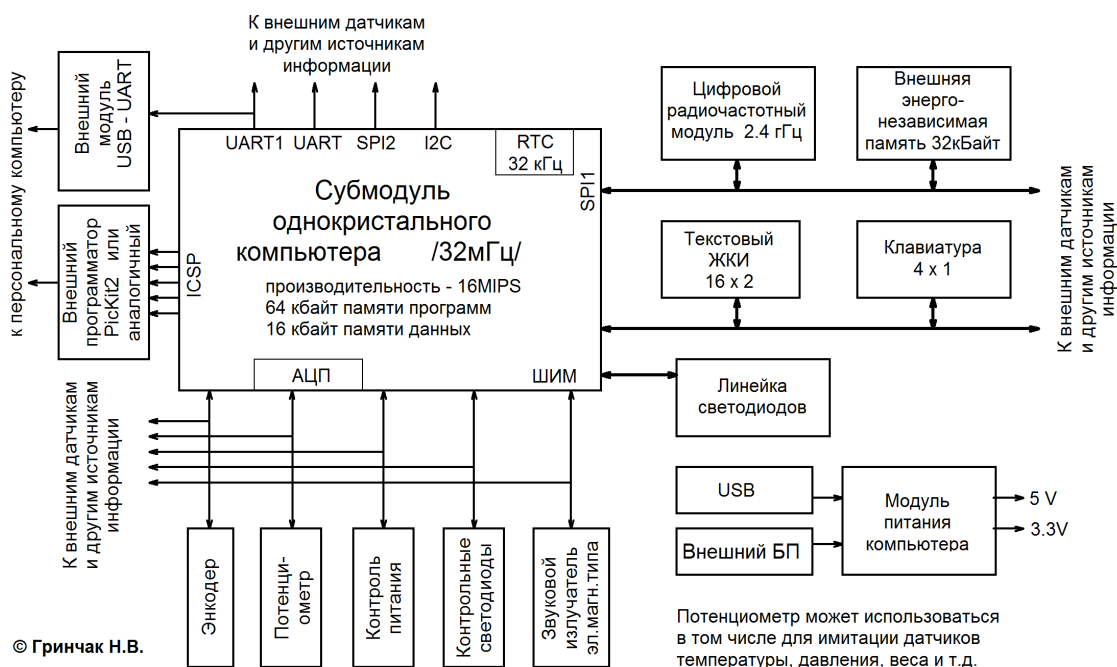 К внешним датчикам
и другим источникам
информации
к персональному компьютеру
Внешний
модуль
USB - UART
Внешний
программатор
PicKit2 или
аналогичный
UART1
UART
SPI2
I2C
RTC
32 кГц
SPI1
ICSP
Субмодуль
однокристального
компьютера /32мГц/
производительность - 16MIPS
64 кбайт памяти программ
16 кбайт памяти данных
АЦП
ШИМ
Цифровой
радиочастотный
модуль 2.4 гГц
Внешняя
энерго-
независимая
память 32кБайт
Текстовый
ЖКИ
16 x 2
Клавиатура
4 x 1
К внешним датчикам
и другим источникам
информации
Линейка
светодиодов
К внешним датчикам
и другим источникам
информации
Энкодер
Потенци-
ометр
Контроль
питания
Контрольные
светодиоды
Звуковой
излучатель
эл.магн.типа
USB
Внешний БП
Модуль
питания
компьютера
5 V
3.3V
Потенциометр может использоваться
в том числе для имитации датчиков
температуры, давления, веса и т.д.
© Гринчак Н.В.